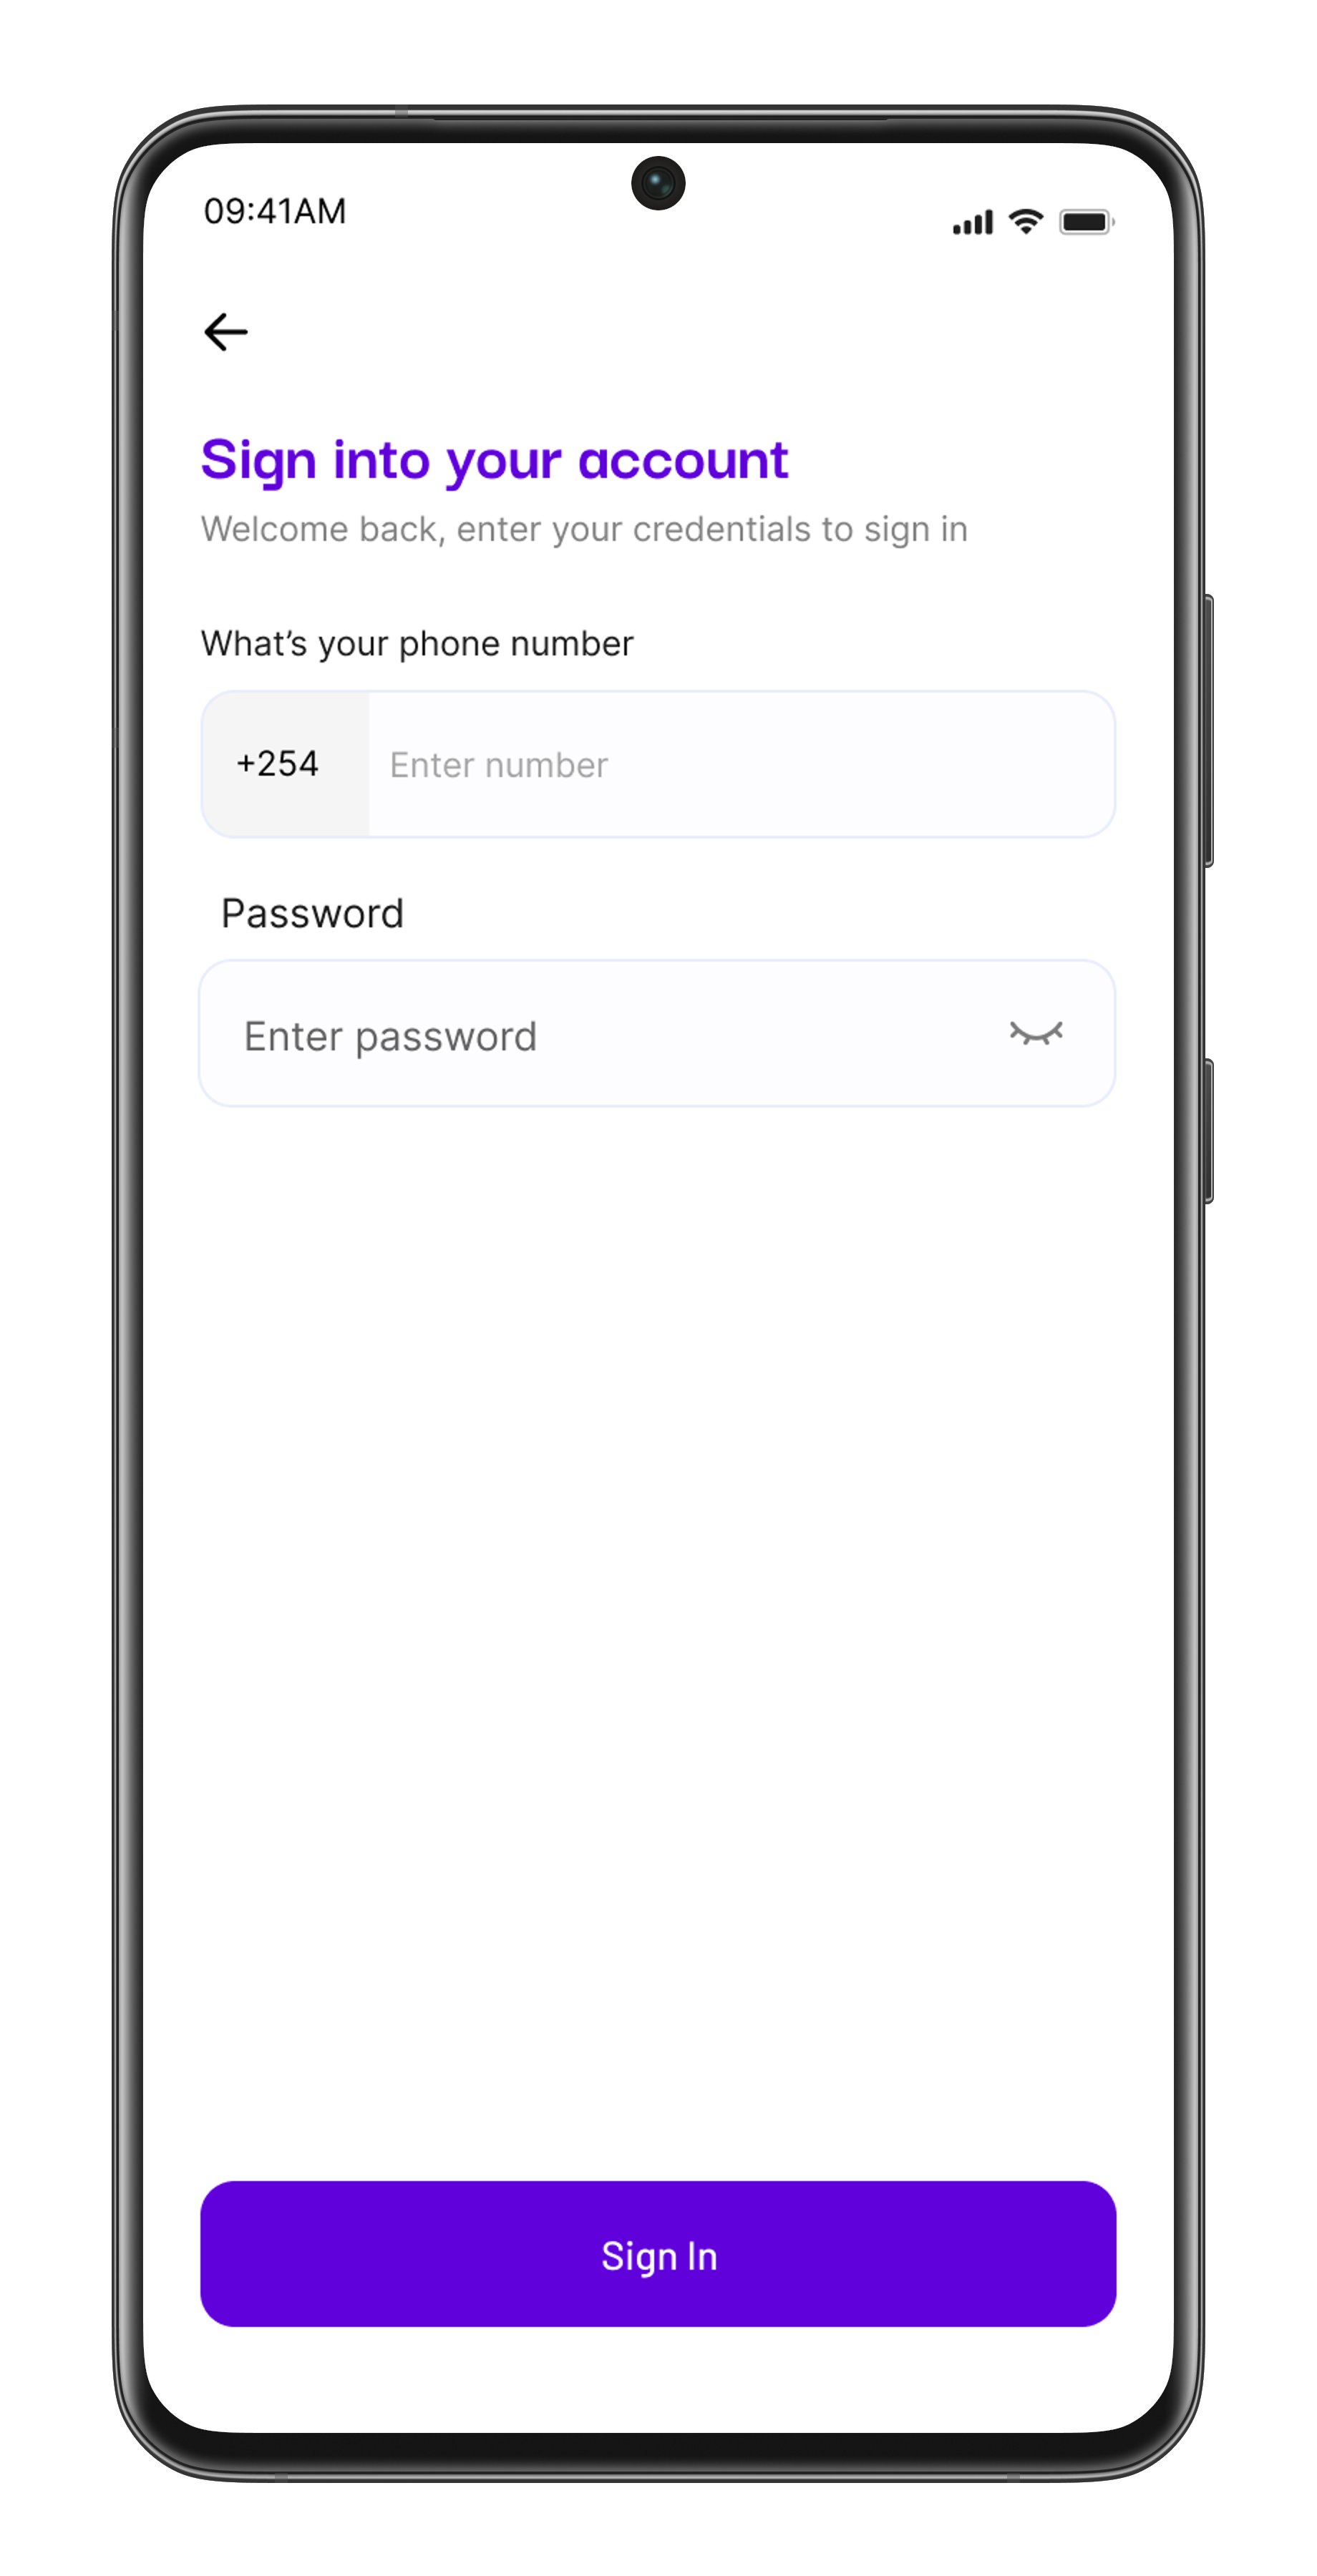 09:41AM
Sign into your account
Welcome back, enter your credentials to sign in
What’s your phone number
+254 Enter number
Password
Enter password
Sign In